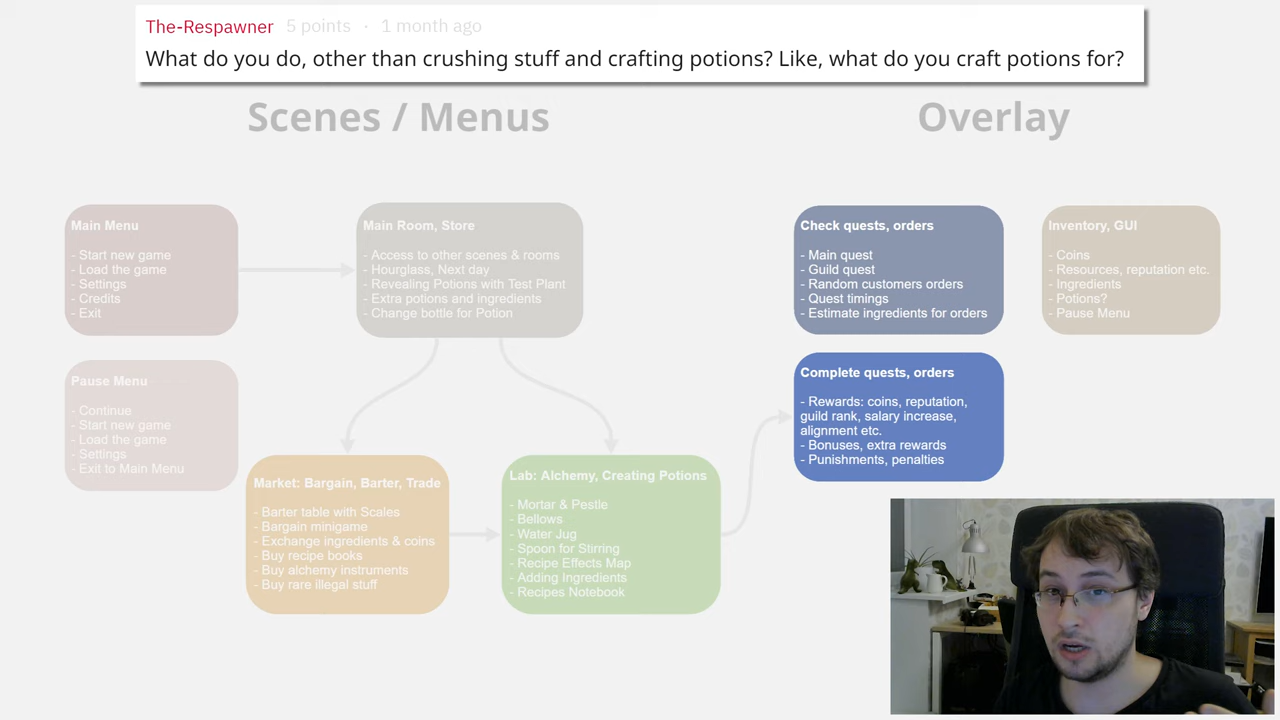 The-Respawner 5 points · 1 month ago
What do you do, other than crushing stuff and crafting potions? Like, what do you craft potions for?
Scenes / Menus
Overlay
Main Menu
- Start new game
- Load the game
- Settings
- Credits
- Exit
Main Room, Store
- Access to other scenes & rooms
- Hourglass, Next day
- Revealing Potions with Test Plant
- Extra potions and ingredients
- Change bottle for Potion
Check quests, orders
- Main quest
- Guild quest
- Random customers orders
- Quest timings
- Estimate ingredients for orders
Inventory, GUI
- Coins
- Resources, reputation etc.
- Ingredients
- Potions?
- Pause Menu
Pause Menu
- Continue
- Start new game
- Load the game
- Settings
- Exit to Main Menu
Complete quests, orders
- Rewards: coins, reputation,
guild rank, salary increase,
alignment etc.
- Bonuses, extra rewards
- Punishments, penalties
Market: Bargain, Barter, Trade
- Barter table with Scales
- Bargain minigame
- Exchange ingredients & coins
- Buy recipe books
- Buy alchemy instruments
- Buy rare illegal stuff
Lab: Alchemy, Creating Potions
- Mortar & Pestle
- Bellows
- Water Jug
- Spoon for Stirring
- Recipe Effects Map
- Adding Ingredients
- Recipes Notebook